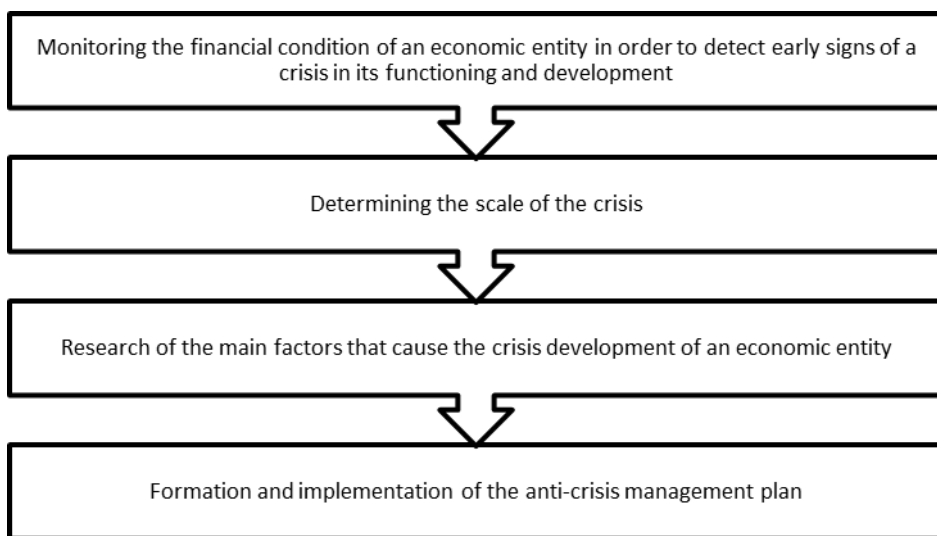 Monitoring the financial condition of an economic entity in order to detect early signs of a
crisis in its functioning and development
Determining the scale of the crisis
Research of the main factors that cause the crisis development of an economic entity
Formation and implementation of the anti-crisis management plan